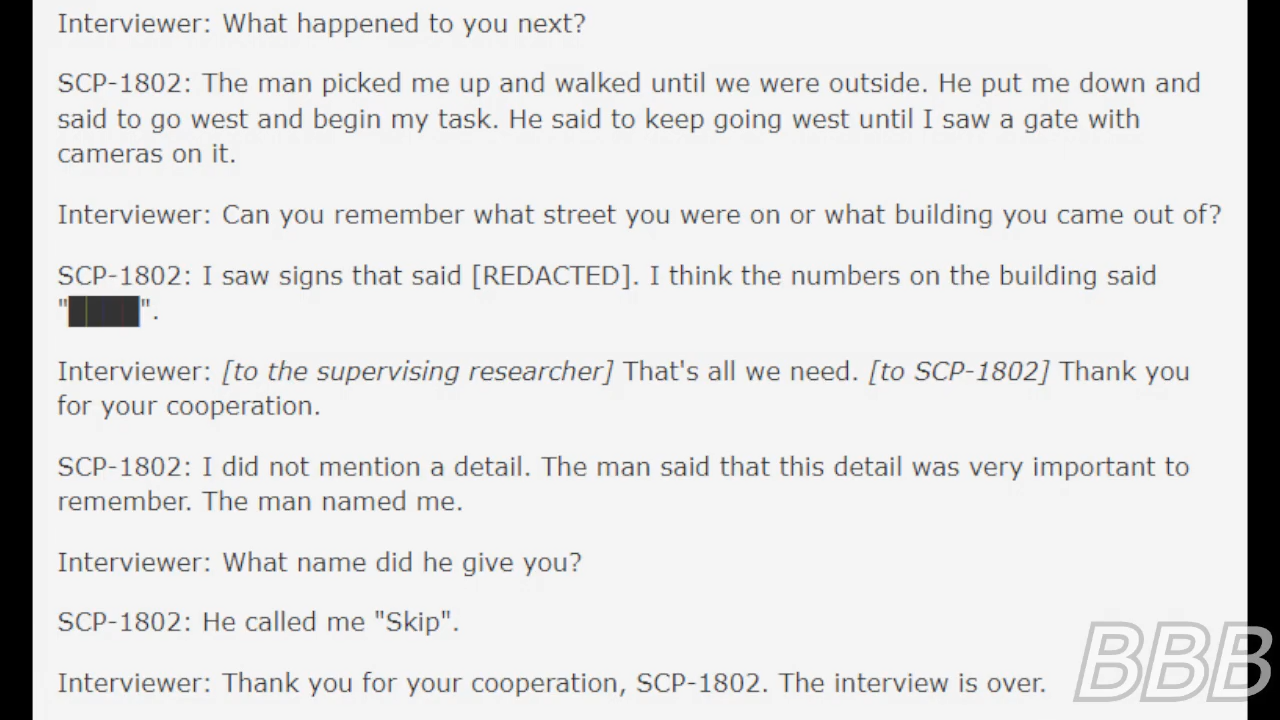 Interviewer: What happened to you next?
SCP-1802: The man picked me up and walked until we were outside. He put me down and
said to go west and begin my task. He said to keep going west until I saw a gate with
cameras on it.
Interviewer: Can you remember what street you were on or what building you came out of?
SCP-1802: I saw signs that said [REDACTED]. I think the numbers on the building said
"████".
Interviewer: [to the supervising researcher] That's all we need. [to SCP-1802] Thank you
for your cooperation.
SCP-1802: I did not mention a detail. The man said that this detail was very important to
remember. The man named me.
Interviewer: What name did he give you?
SCP-1802: He called me "Skip".
Interviewer: Thank you for your cooperation, SCP-1802. The interview is over.
BBB